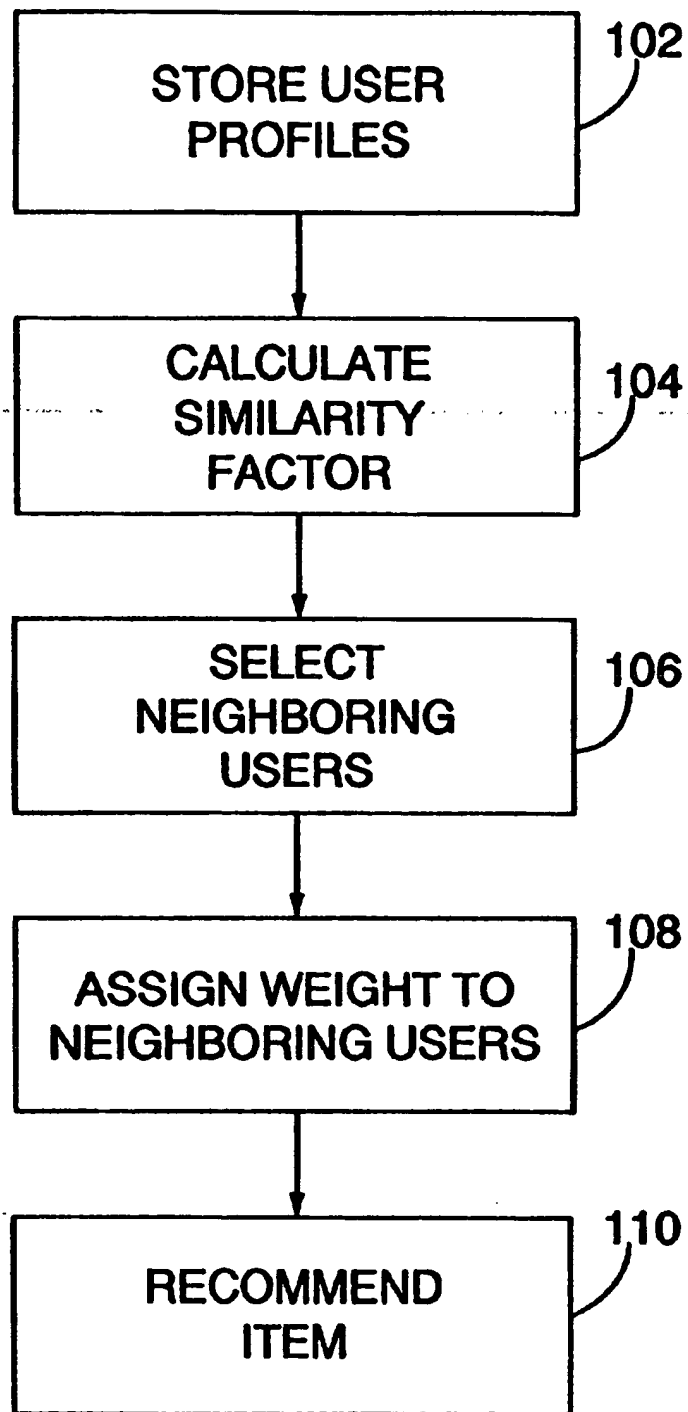 102
STORE USER
PROFILES
104
CALCULATE
SIMILARITY
FACTOR
106
SELECT
NEIGHBORING
USERS
108
ASSIGN WEIGHT TO
NEIGHBORING USERS
110
RECOMMEND
ITEM